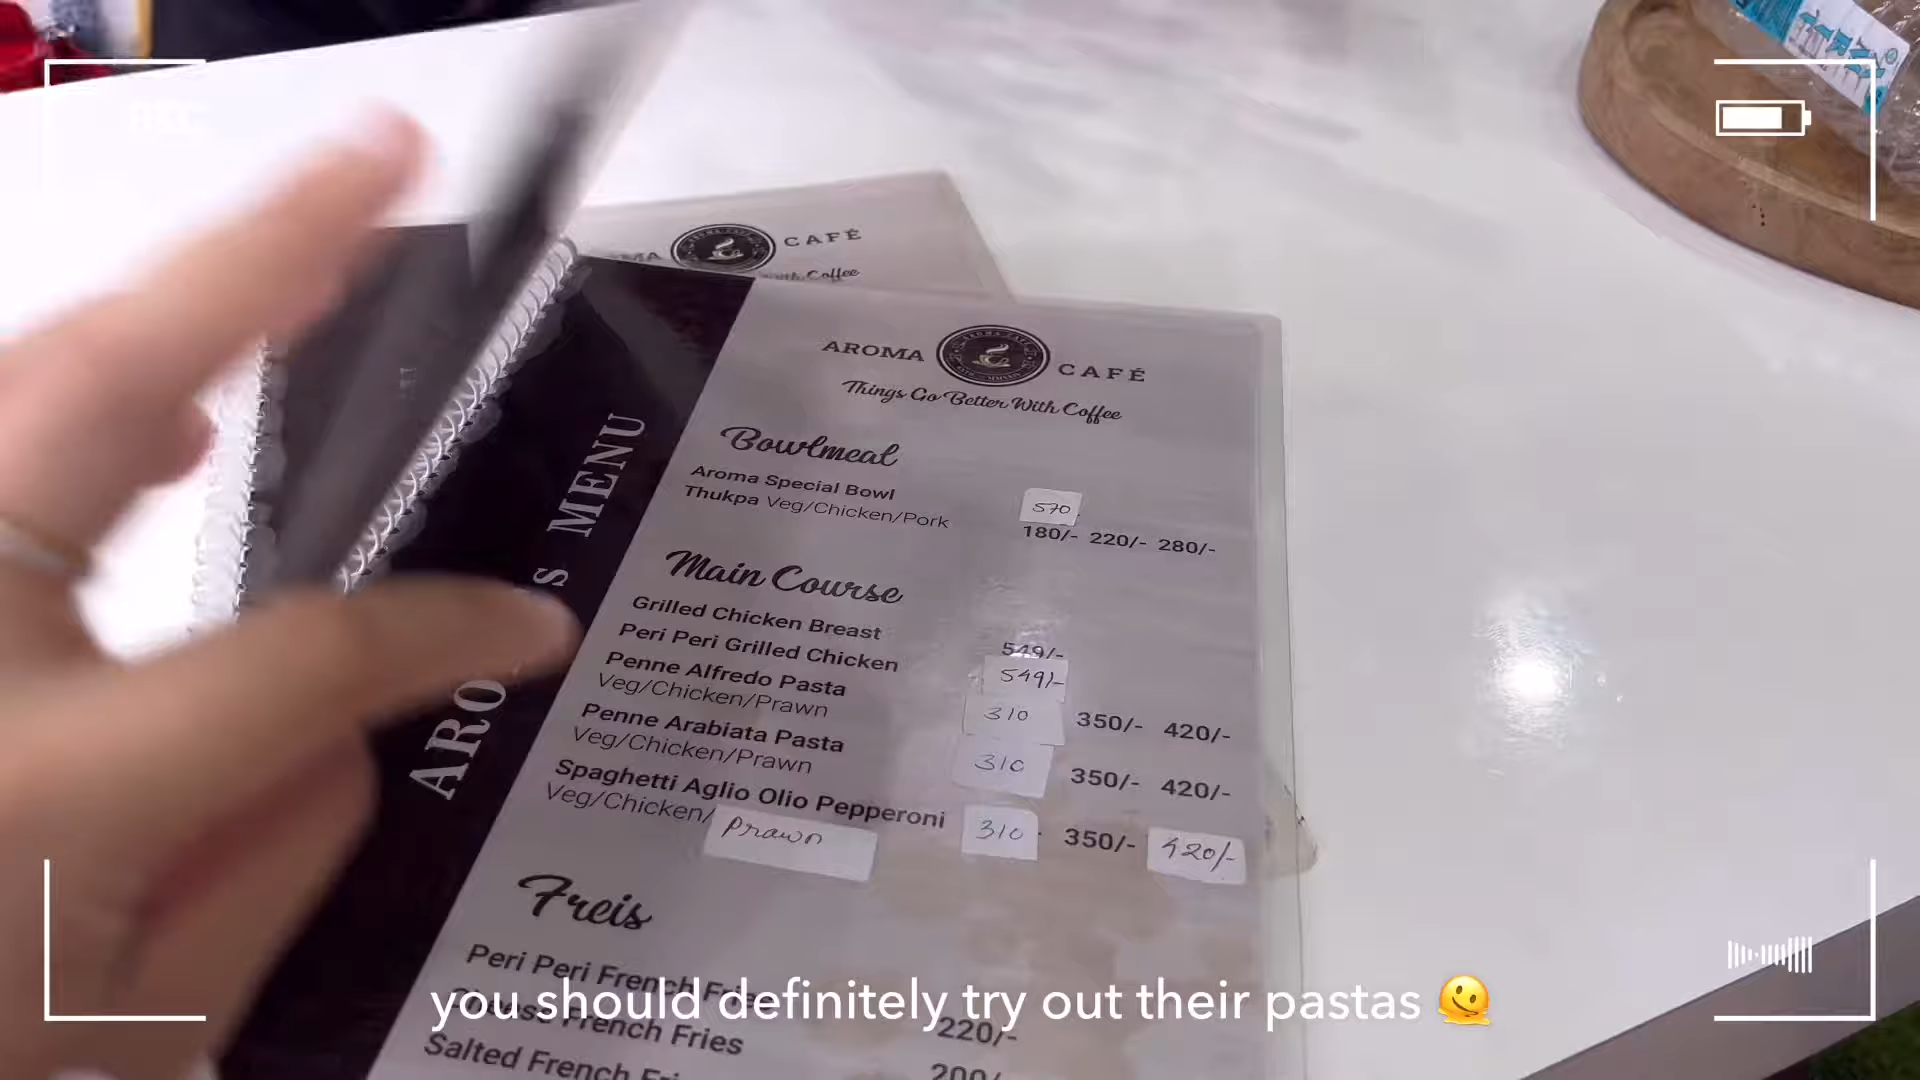 CAFÉ
with Coffee
AROMA CAFÉ
Things Go Better With Coffee
MENU
Bowlmeal
Aroma Special Bowl 570
Thukpa Veg/Chicken/Pork 180/- 220/- 280/-
Main Course
Grilled Chicken Breast 549/-
Peri Peri Grilled Chicken 549/-
Penne Alfredo Pasta
Veg/Chicken/Prawn 310 350/- 420/-
Penne Arabiata Pasta
Veg/Chicken/Prawn 310 350/- 420/-
Spaghetti Aglio Olio Pepperoni
Veg/Chicken/ Prawn 310 350/- 420/-
Freis
Peri Peri French Fries 220/-
Cheese French Fries 200/
Salted French
you should definitely try out their pastas 🫠